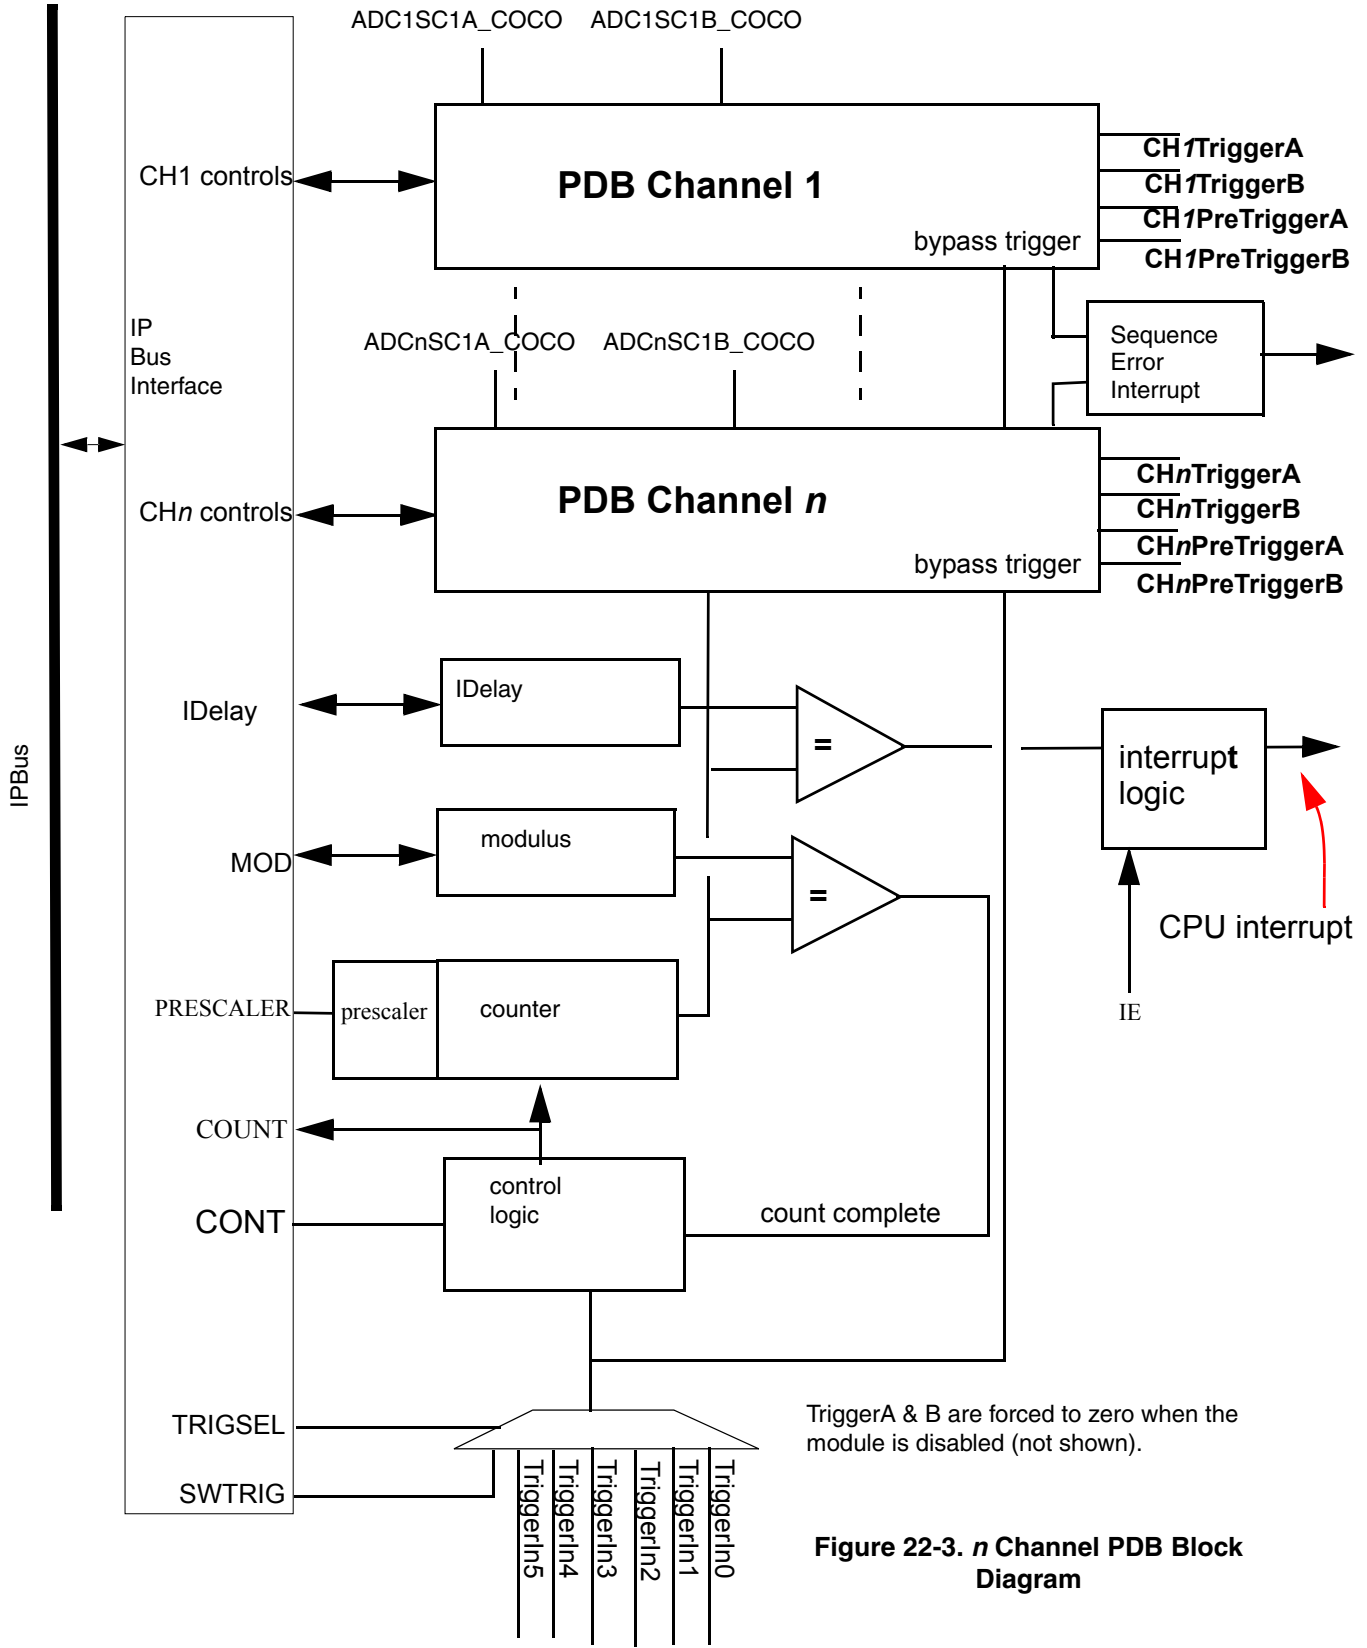 ADC1SC1A_COCO ADC1SC1B_COCO
CH1TriggerA
CH1 controls
PDB Channel 1
CH1TriggerB
CH1PreTriggerA
bypass trigger
CH1PreTriggerB
IP
Bus
Interface
ADCnSC1A_COCO ADCnSC1B_COCO
Sequence
Error
Interrupt
CHnTriggerA
CHn controls
PDB Channel n
CHnTriggerB
CHnPreTriggerA
bypass trigger
CHnPreTriggerB
IDelay
IDelay
=
interrupt
logic
IPBus
MOD
modulus
=
CPU interrupt
PRESCALER
prescaler
counter
IE
COUNT
control
logic
CONT
count complete
TRIGSEL
SWTRIG
TriggerIn5
TriggerIn4
TriggerIn3
TriggerIn2
TriggerIn1
TriggerIn0
TriggerA & B are forced to zero when the
module is disabled (not shown).
Figure 22-3. n Channel PDB Block
Diagram